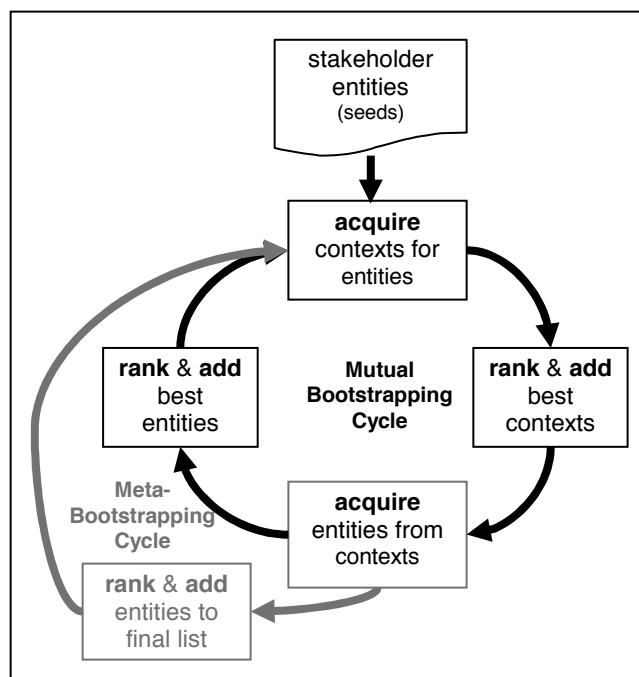 stakeholder
entities
(seeds)
acquire
contexts for
entities
rank & add
best
entities
Mutual
Bootstrapping
Cycle
rank & add
best
contexts
Meta-
Bootstrapping
Cycle
acquire
entities from
contexts
rank & add
entities to
final list